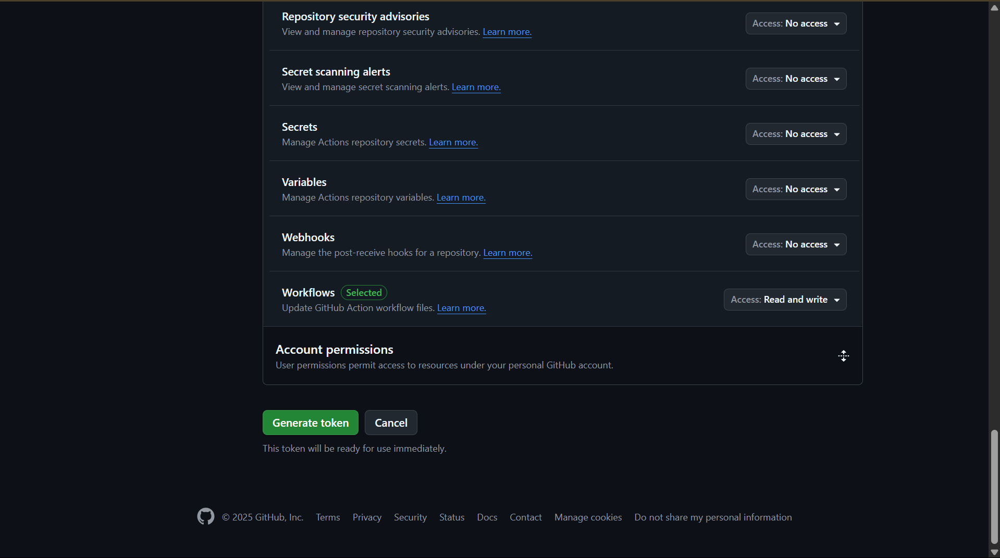 Repository security advisories
Access: No access
View and manage repository security advisories. Learn more.
Secret scanning alerts
Access: No access
View and manage secret scanning alerts. Learn more.
Secrets
Access: No access
Manage Actions repository secrets. Learn more.
Variables
Access: No access
Manage Actions repository variables. Learn more.
Webhooks
Access: No access
Manage the post-receive hooks for a repository. Learn more.
Workflows Selected
Access: Read and write
Update GitHub Action workflow files. Learn more.
Account permissions
User permissions permit access to resources under your personal GitHub account.
Generate token Cancel
This token will be ready for use immediately.
© 2025 GitHub, Inc. Terms Privacy Security Status Docs Contact Manage cookies Do not share my personal information